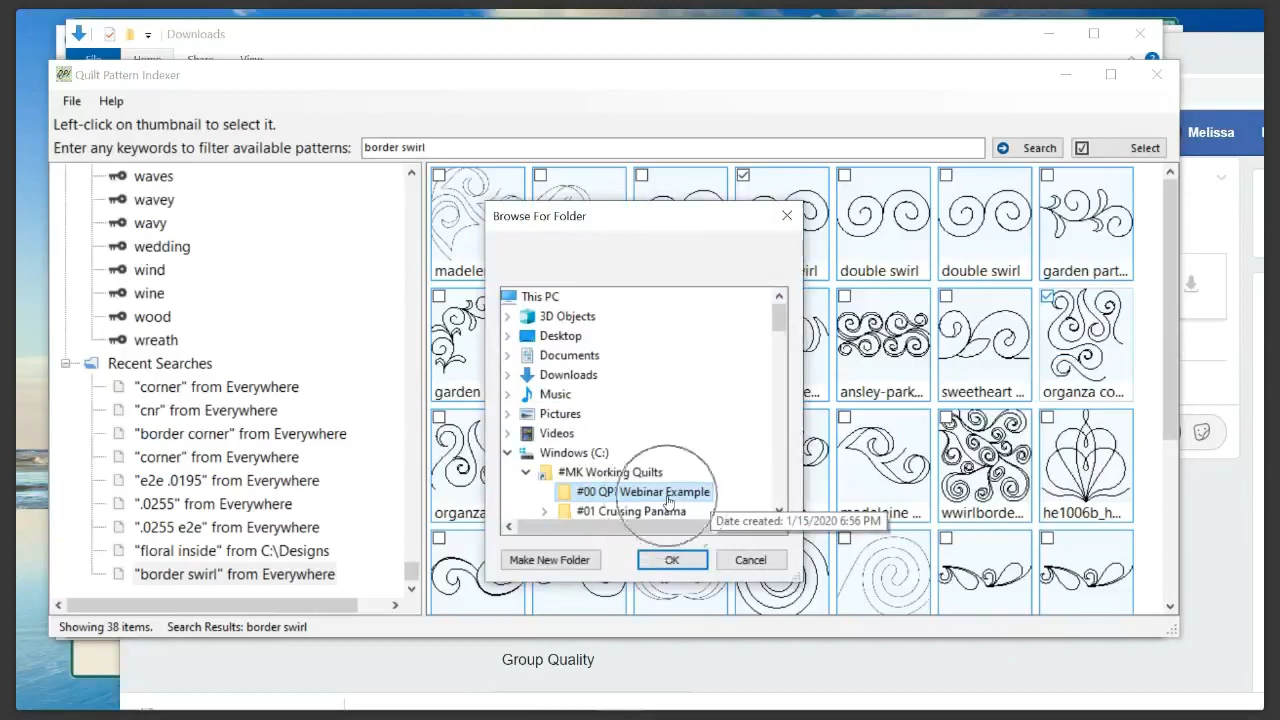 Downloads
File Home Share View
Quilt Pattern Indexer
File Help
Left-click on thumbnail to select it.
Enter any keywords to filter available patterns: border swirl Search Select
Melissa
waves
wavey
wavy
wedding
wind
wine
wood
wreath
Recent Searches
"corner" from Everywhere
"cnr" from Everywhere
"border corner" from Everywhere
"corner" from Everywhere
"e2e .0195" from Everywhere
".0255" from Everywhere
".0255 e2e" from Everywhere
"floral inside" from C:\Designs
"border swirl" from Everywhere
double swirl double swirl garden part...
garden ansley-park... sweetheart ... organza co...
wwirlborde... he1006b_h...
Browse For Folder
This PC
3D Objects
Desktop
Documents
Downloads
Music
Pictures
Videos
Windows (C:)
#MK Working Quilts
#00 QPI Webinar Example
#01 Cruising Panama
Date created: 1/15/2020 6:56 PM
Make New Folder OK Cancel
Showing 38 items. Search Results: border swirl
Group Quality